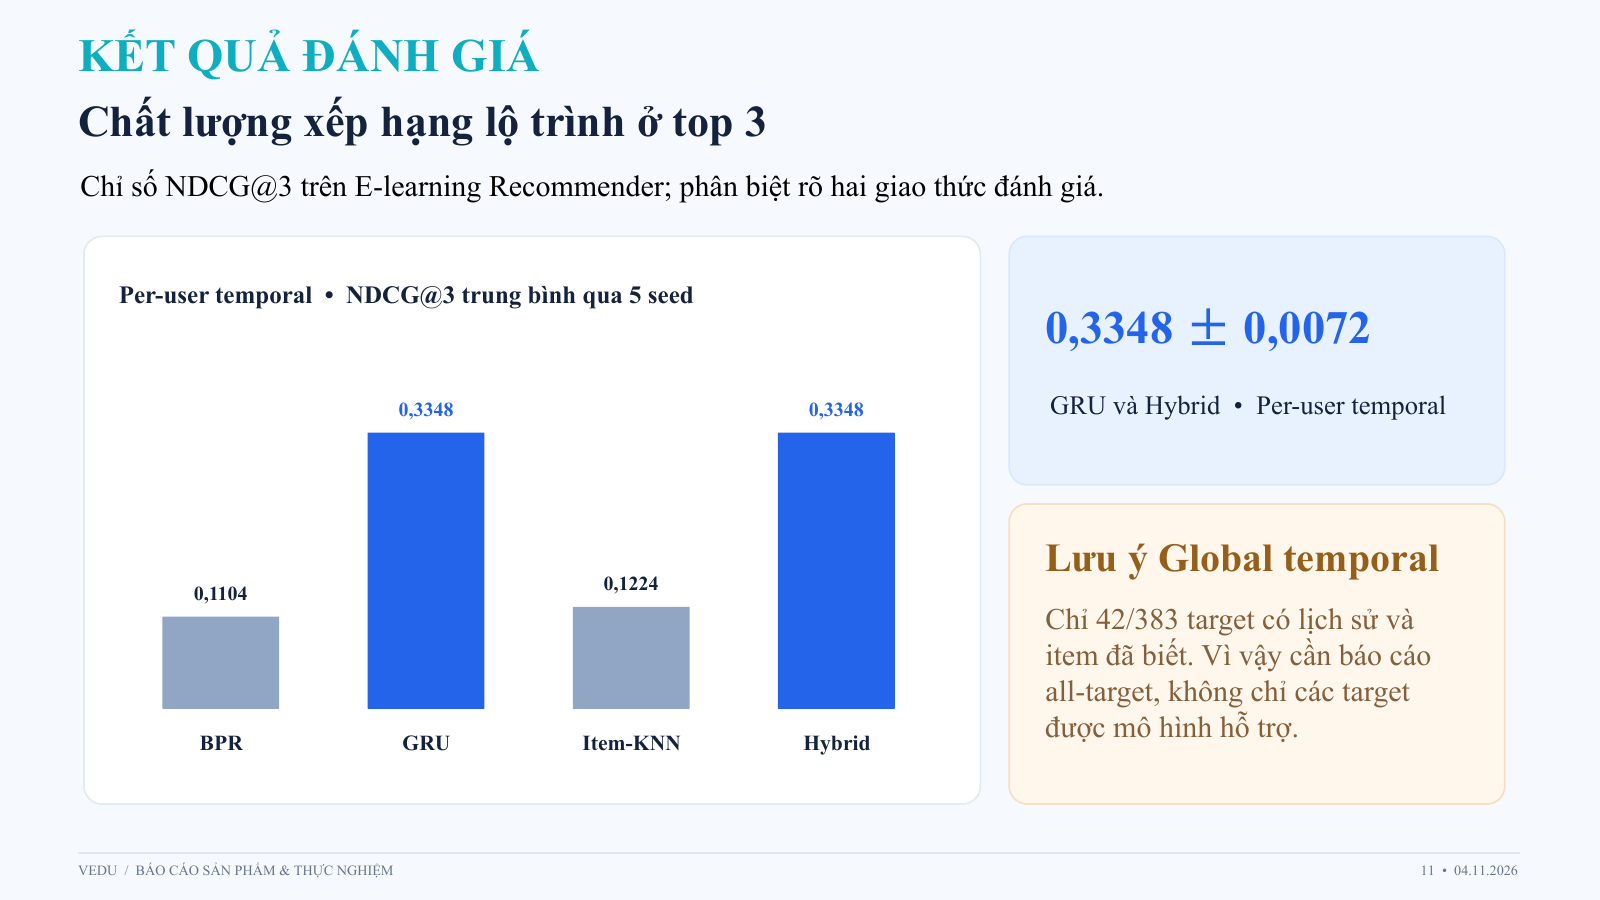 KẾT QUẢ ĐÁNH GIÁ
Chất lượng xếp hạng lộ trình ở top 3
Chỉ số NDCG@3 trên E-learning Recommender; phân biệt rõ hai giao thức đánh giá.
Per-user temporal • NDCG@3 trung bình qua 5 seed
0,1104
0,3348
0,1224
0,3348
BPR
GRU
Item-KNN
Hybrid
0,3348 ± 0,0072
GRU và Hybrid • Per-user temporal
Lưu ý Global temporal
Chỉ 42/383 target có lịch sử và
item đã biết. Vì vậy cần báo cáo
all-target, không chỉ các target
được mô hình hỗ trợ.
VEDU / BÁO CÁO SẢN PHẨM & THỰC NGHIỆM
11 • 04.11.2026